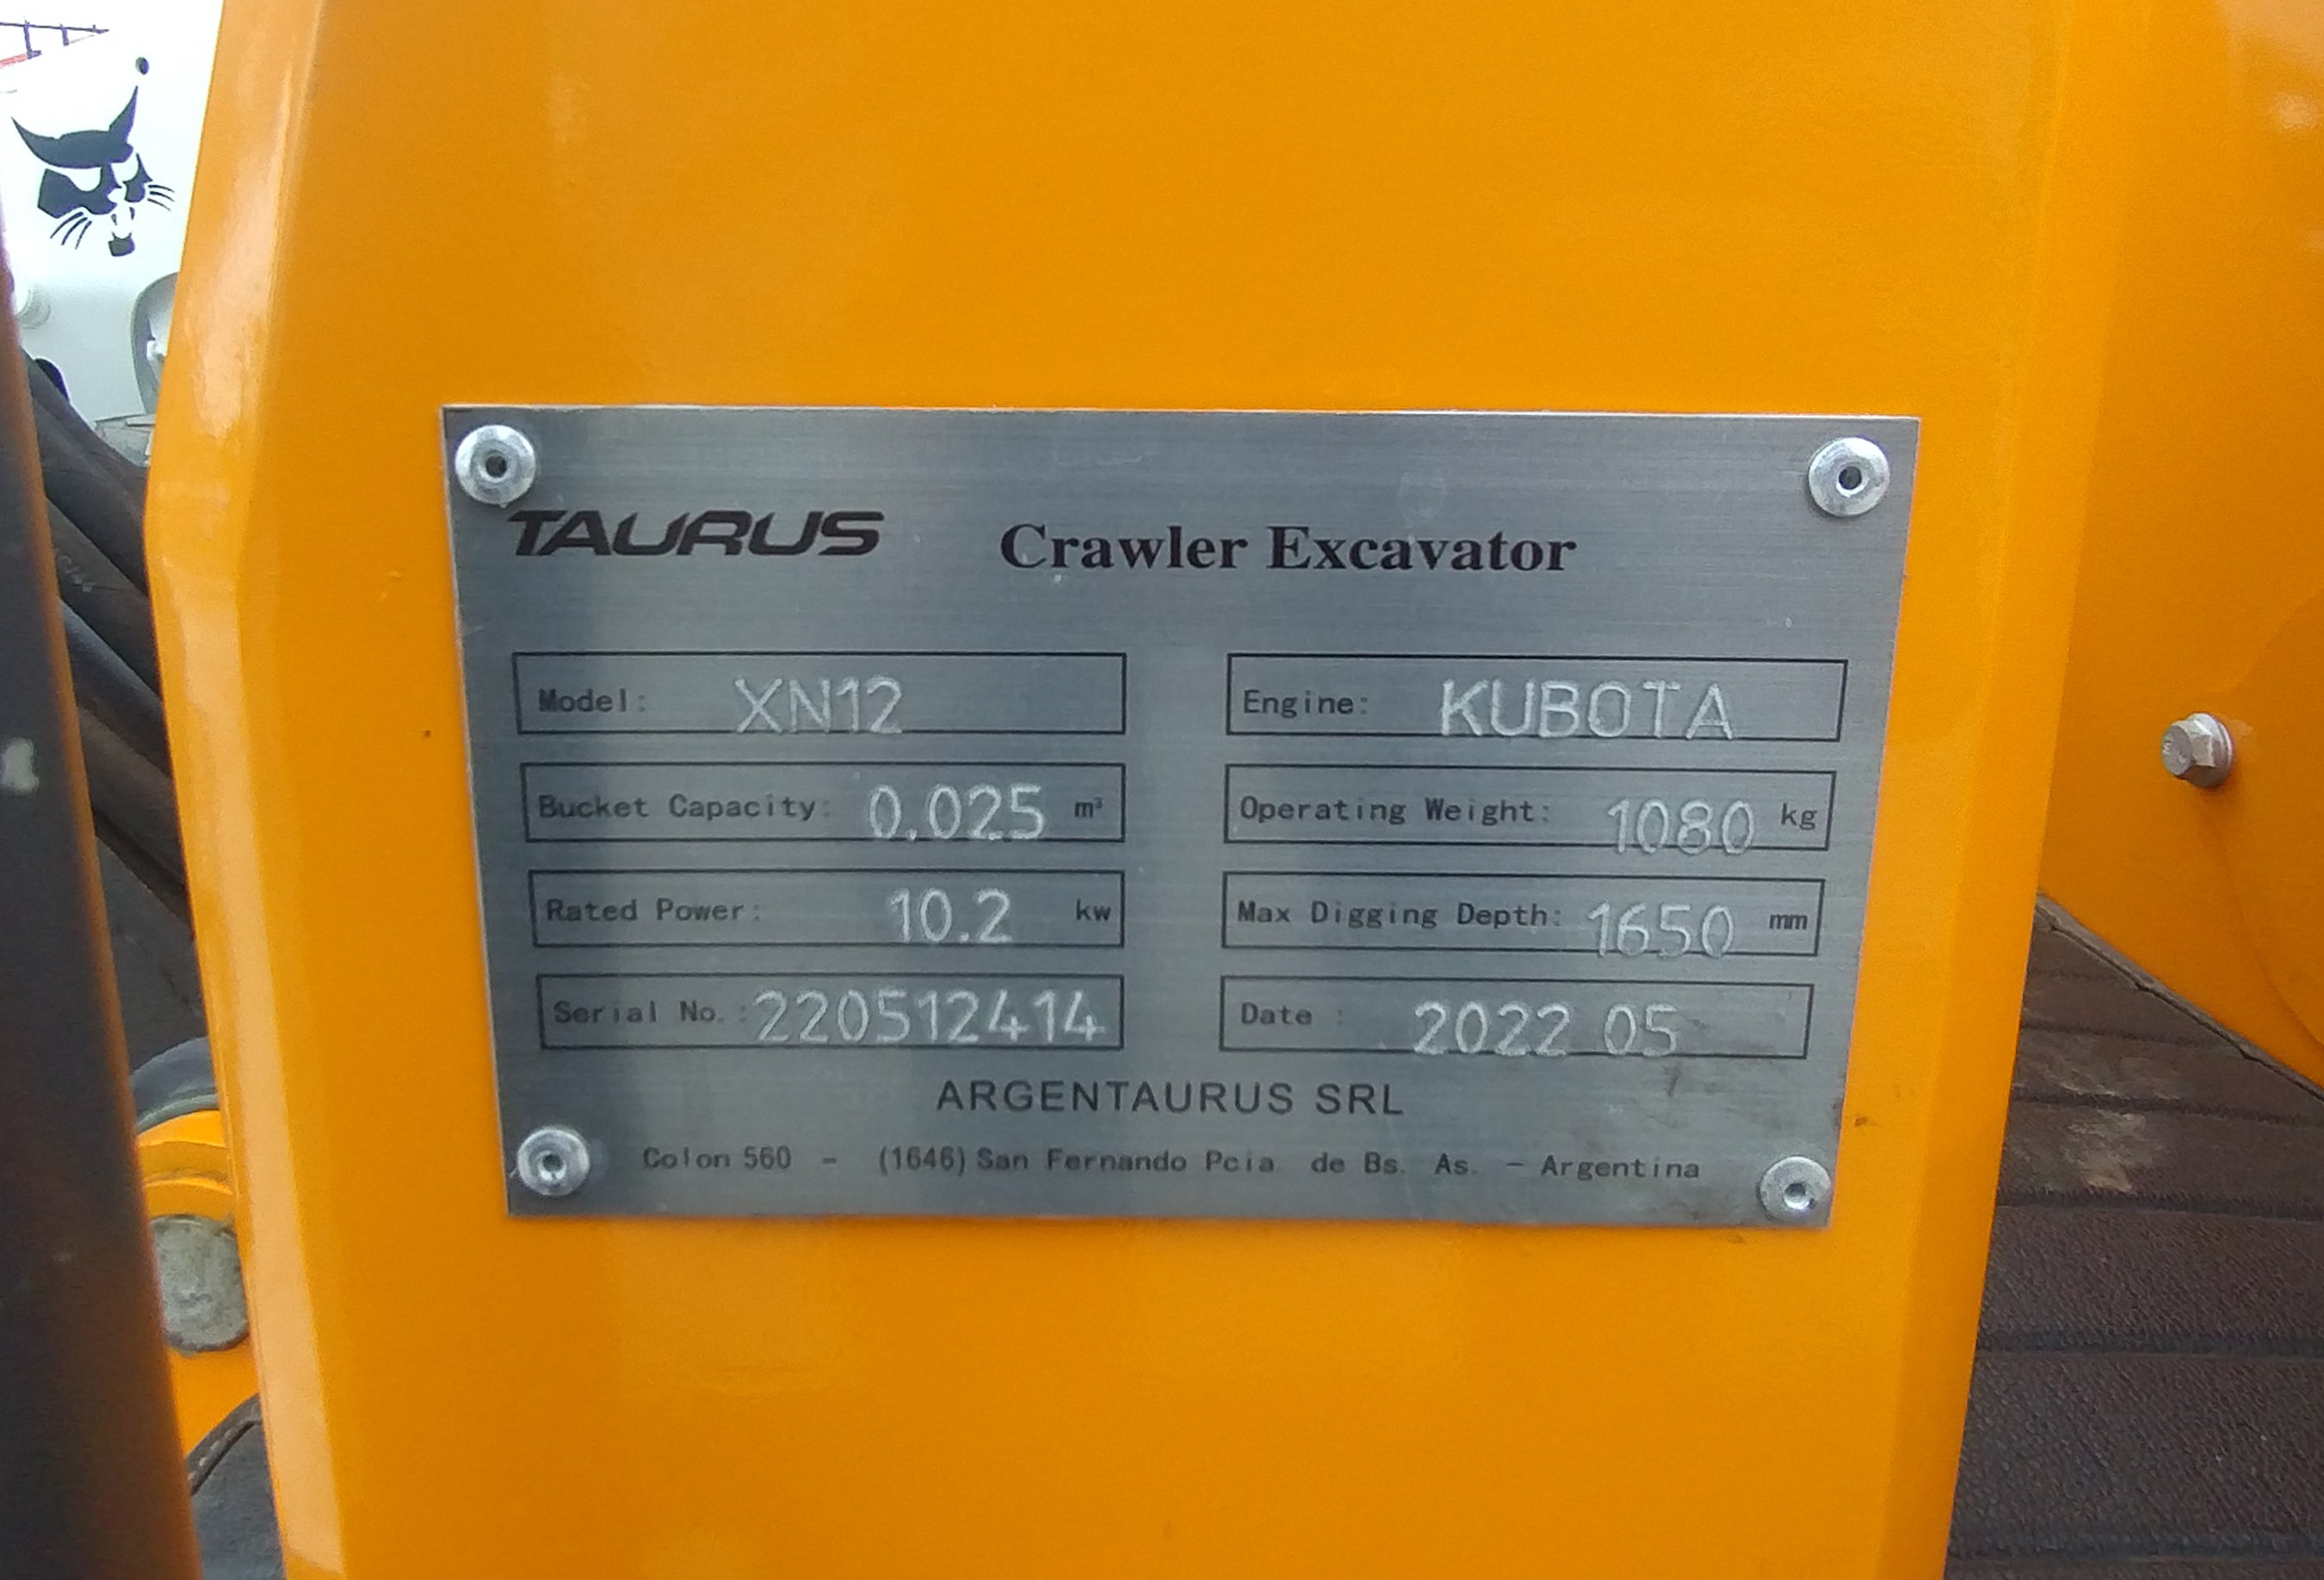 TAURUS Crawler Excavator
Model: XN12 Engine: KUBOTA
Bucket Capacity: 0.025 m³ Operating Weight: 1080 kg
Rated Power: 10.2 kw Max Digging Depth: 1650 mm
Serial No.: 220512414 Date : 2022 05
ARGENTAURUS SRL
Colon 560 - (1646) San Fernando Pcia. de Bs. As. - Argentina